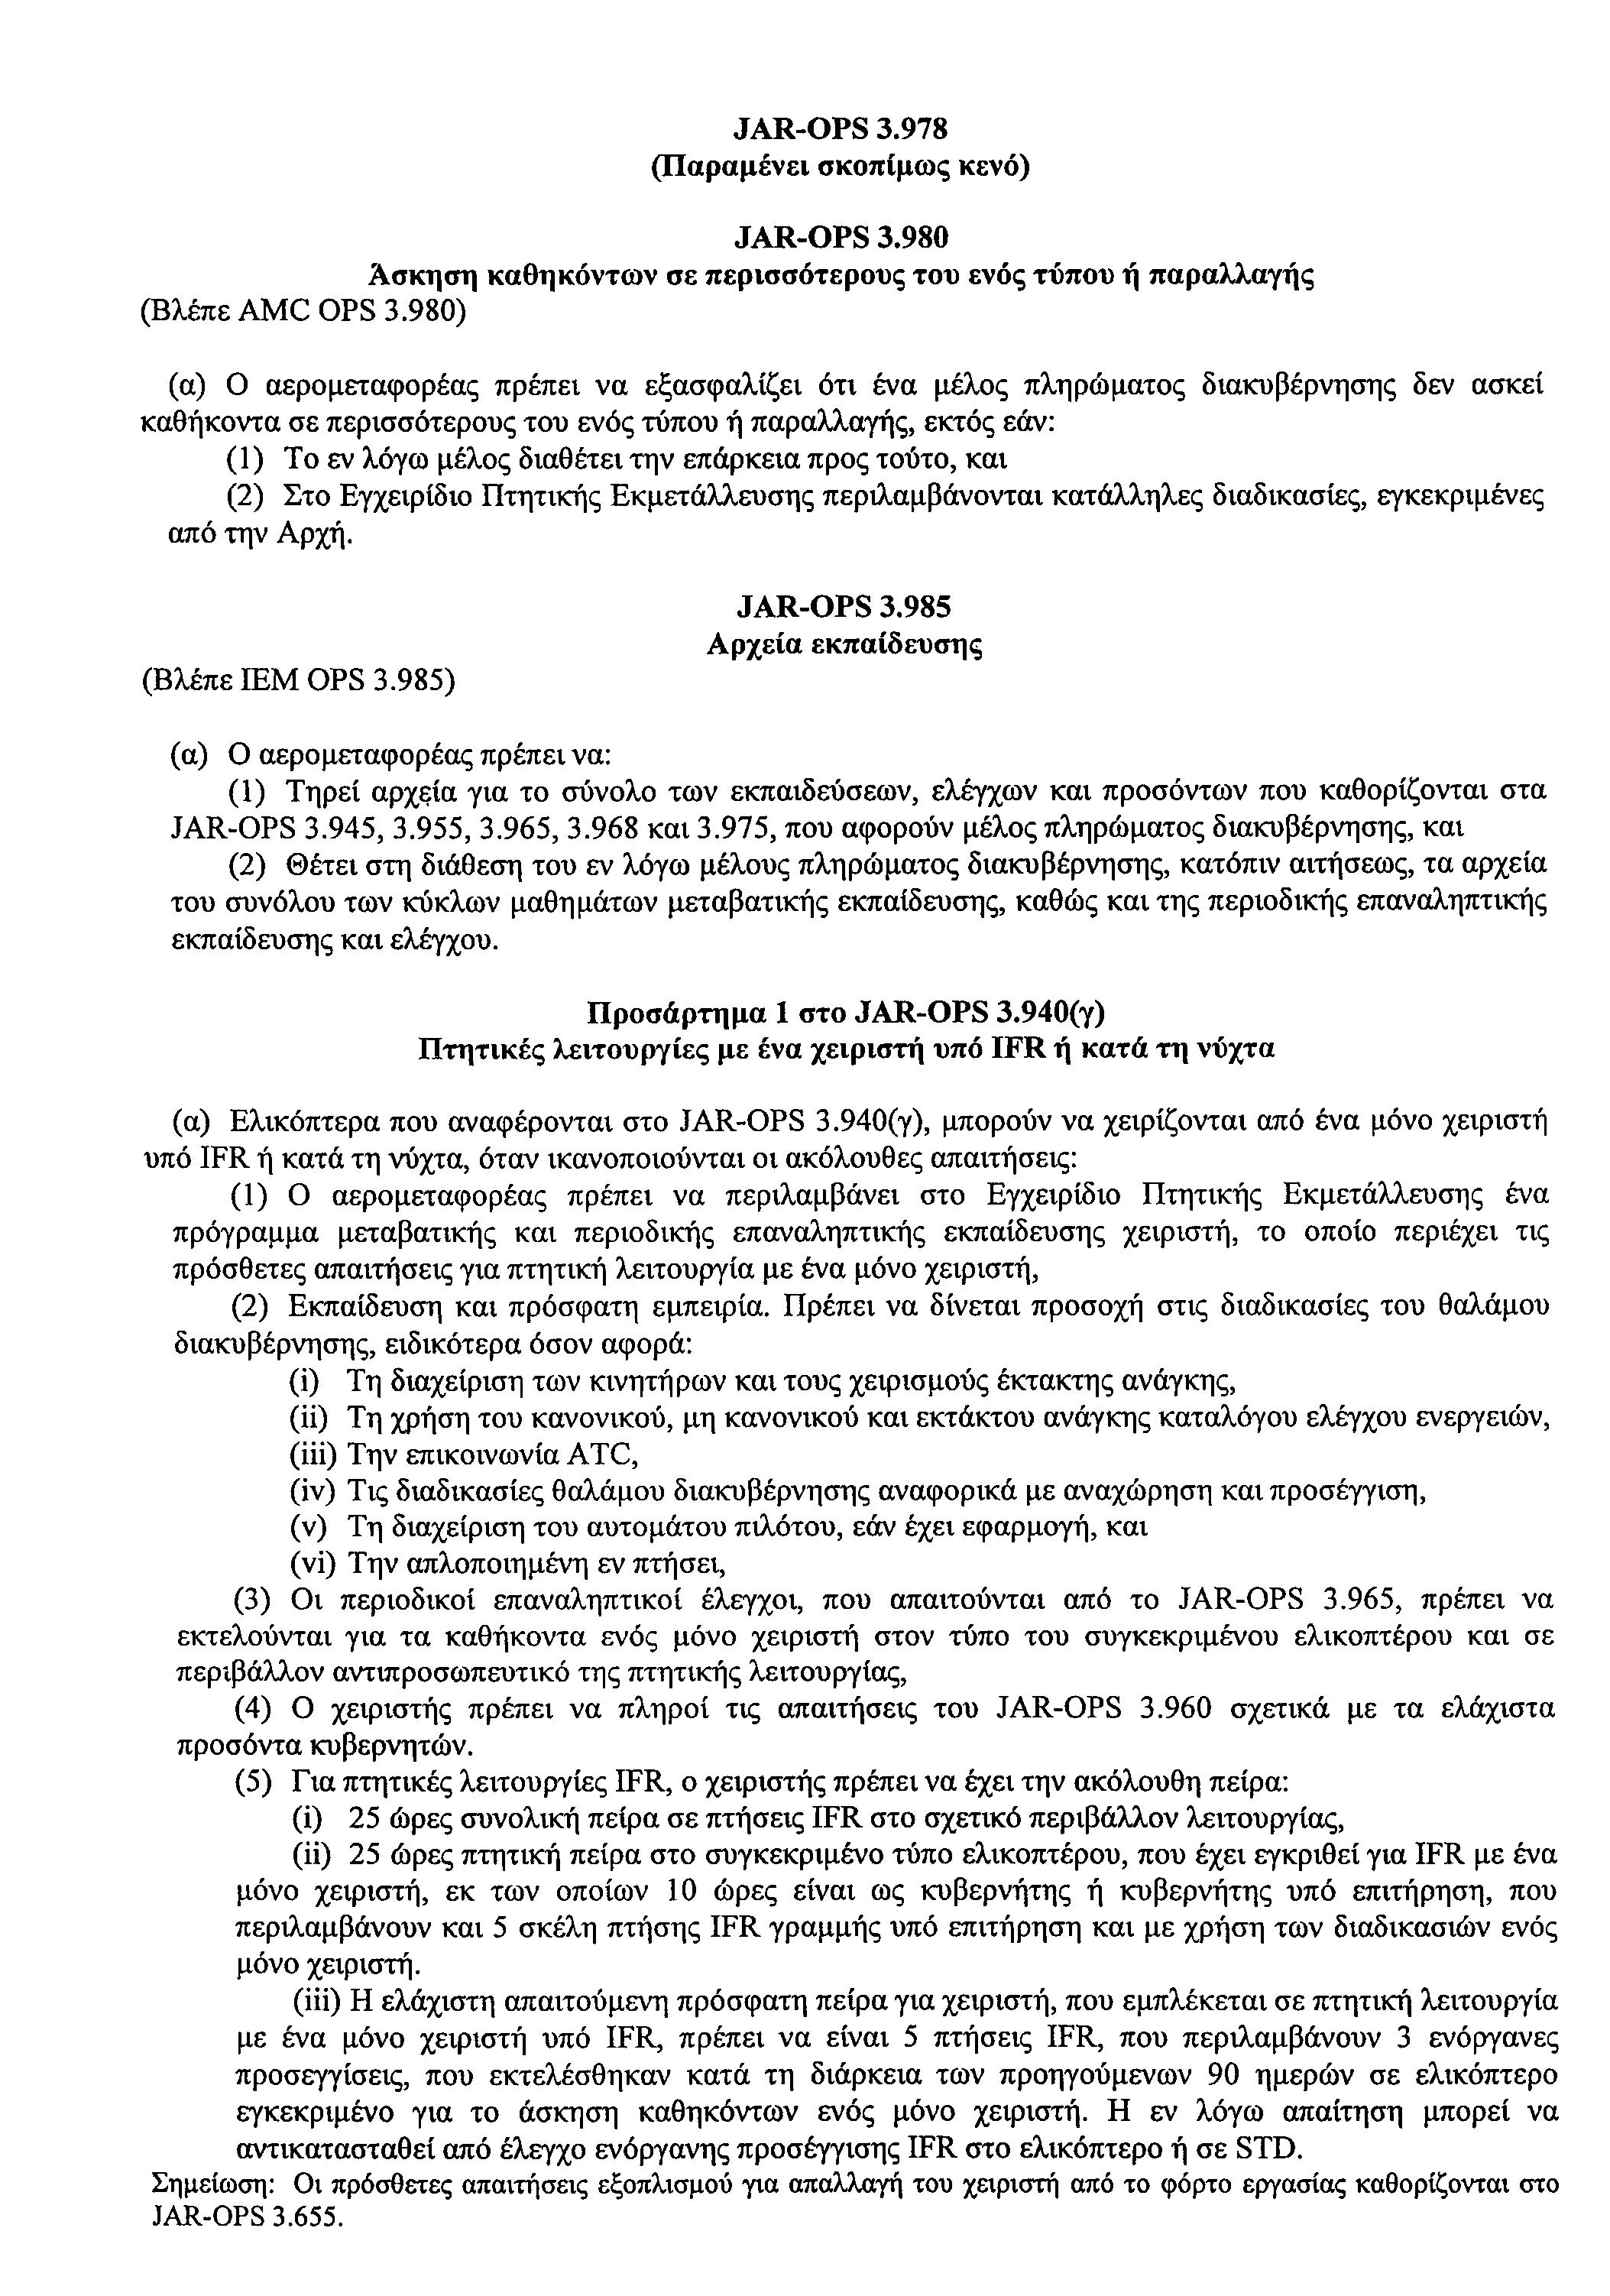 JAR-OPS 3.978
(Παραμένει σκοπίμως κενό)
JAR-OPS 3.980
Άσκηση καθηκόντων σε περισσότερους του ενός τύπου ή παραλλαγής
(Βλέπε AMC OPS 3.980)
(α) Ο αερομεταφορέας πρέπει να εξασφαλίζει ότι ένα μέλος πληρώματος διακυβέρνησης δεν ασκεί
καθήκοντα σε περισσότερους του ενός τύπου ή παραλλαγής, εκτός εάν:
(1) Το εν λόγω μέλος διαθέτει την επάρκεια προς τούτο, και
(2) Στο Εγχειρίδιο Πτητικής Εκμετάλλευσης περιλαμβάνονται κατάλληλες διαδικασίες, εγκεκριμένες
από την Αρχή.
JAR-OPS 3.985
Αρχεία εκπαίδευσης
(Βλέπε IEM OPS 3.985)
(α) Ο αερομεταφορέας πρέπει να:
(1) Τηρεί αρχεία για το σύνολο των εκπαιδεύσεων, ελέγχων και προσόντων που καθορίζονται στα
JAR-OPS 3.945, 3.955, 3.965, 3.968 και 3.975, που αφορούν μέλος πληρώματος διακυβέρνησης, και
(2) Θέτει στη διάθεση του εν λόγω μέλους πληρώματος διακυβέρνησης, κατόπιν αιτήσεως, τα αρχεία
του συνόλου των κύκλων μαθημάτων μεταβατικής εκπαίδευσης, καθώς και της περιοδικής επαναληπτικής
εκπαίδευσης και ελέγχου.
Προσάρτημα 1 στο JAR-OPS 3.940(γ)
Πτητικές λειτουργίες με ένα χειριστή υπό IFR ή κατά τη νύχτα
(α) Ελικόπτερα που αναφέρονται στο JAR-OPS 3.940(γ), μπορούν να χειρίζονται από ένα μόνο χειριστή
υπό IFR ή κατά τη νύχτα, όταν ικανοποιούνται οι ακόλουθες απαιτήσεις:
(1) Ο αερομεταφορέας πρέπει να περιλαμβάνει στο Εγχειρίδιο Πτητικής Εκμετάλλευσης ένα
πρόγραμμα μεταβατικής και περιοδικής επαναληπτικής εκπαίδευσης χειριστή, το οποίο περιέχει τις
πρόσθετες απαιτήσεις για πτητική λειτουργία με ένα μόνο χειριστή,
(2) Εκπαίδευση και πρόσφατη εμπειρία. Πρέπει να δίνεται προσοχή στις διαδικασίες του θαλάμου
διακυβέρνησης, ειδικότερα όσον αφορά:
(i) Τη διαχείριση των κινητήρων και τους χειρισμούς έκτακτης ανάγκης,
(ii) Τη χρήση του κανονικού, μη κανονικού και εκτάκτου ανάγκης καταλόγου ελέγχου ενεργειών,
(iii) Την επικοινωνία ATC,
(iv) Τις διαδικασίες θαλάμου διακυβέρνησης αναφορικά με αναχώρηση και προσέγγιση,
(v) Τη διαχείριση του αυτομάτου πιλότου, εάν έχει εφαρμογή, και
(vi) Την απλοποιημένη εν πτήσει,
(3) Οι περιοδικοί επαναληπτικοί έλεγχοι, που απαιτούνται από το JAR-OPS 3.965, πρέπει να
εκτελούνται για τα καθήκοντα ενός μόνο χειριστή στον τύπο του συγκεκριμένου ελικοπτέρου και σε
περιβάλλον αντιπροσωπευτικό της πτητικής λειτουργίας,
(4) Ο χειριστής πρέπει να πληροί τις απαιτήσεις του JAR-OPS 3.960 σχετικά με τα ελάχιστα
προσόντα κυβερνητών.
(5) Για πτητικές λειτουργίες IFR, ο χειριστής πρέπει να έχει την ακόλουθη πείρα:
(i) 25 ώρες συνολική πείρα σε πτήσεις IFR στο σχετικό περιβάλλον λειτουργίας,
(ii) 25 ώρες πτητική πείρα στο συγκεκριμένο τύπο ελικοπτέρου, που έχει εγκριθεί για IFR με ένα
μόνο χειριστή, εκ των οποίων 10 ώρες είναι ως κυβερνήτης ή κυβερνήτης υπό επιτήρηση, που
περιλαμβάνουν και 5 σκέλη πτήσης IFR γραμμής υπό επιτήρηση και με χρήση των διαδικασιών ενός
μόνο χειριστή.
(iii) Η ελάχιστη απαιτούμενη πρόσφατη πείρα για χειριστή, που εμπλέκεται σε πτητική λειτουργία
με ένα μόνο χειριστή υπό IFR, πρέπει να είναι 5 πτήσεις IFR, που περιλαμβάνουν 3 ενόργανες
προσεγγίσεις, που εκτελέσθηκαν κατά τη διάρκεια των προηγούμενων 90 ημερών σε ελικόπτερο
εγκεκριμένο για το άσκηση καθηκόντων ενός μόνο χειριστή. Η εν λόγω απαίτηση μπορεί να
αντικατασταθεί από έλεγχο ενόργανης προσέγγισης IFR στο ελικόπτερο ή σε STD.
Σημείωση: Οι πρόσθετες απαιτήσεις εξοπλισμού για απαλλαγή του χειριστή από το φόρτο εργασίας καθορίζονται στο
JAR-OPS 3.655.